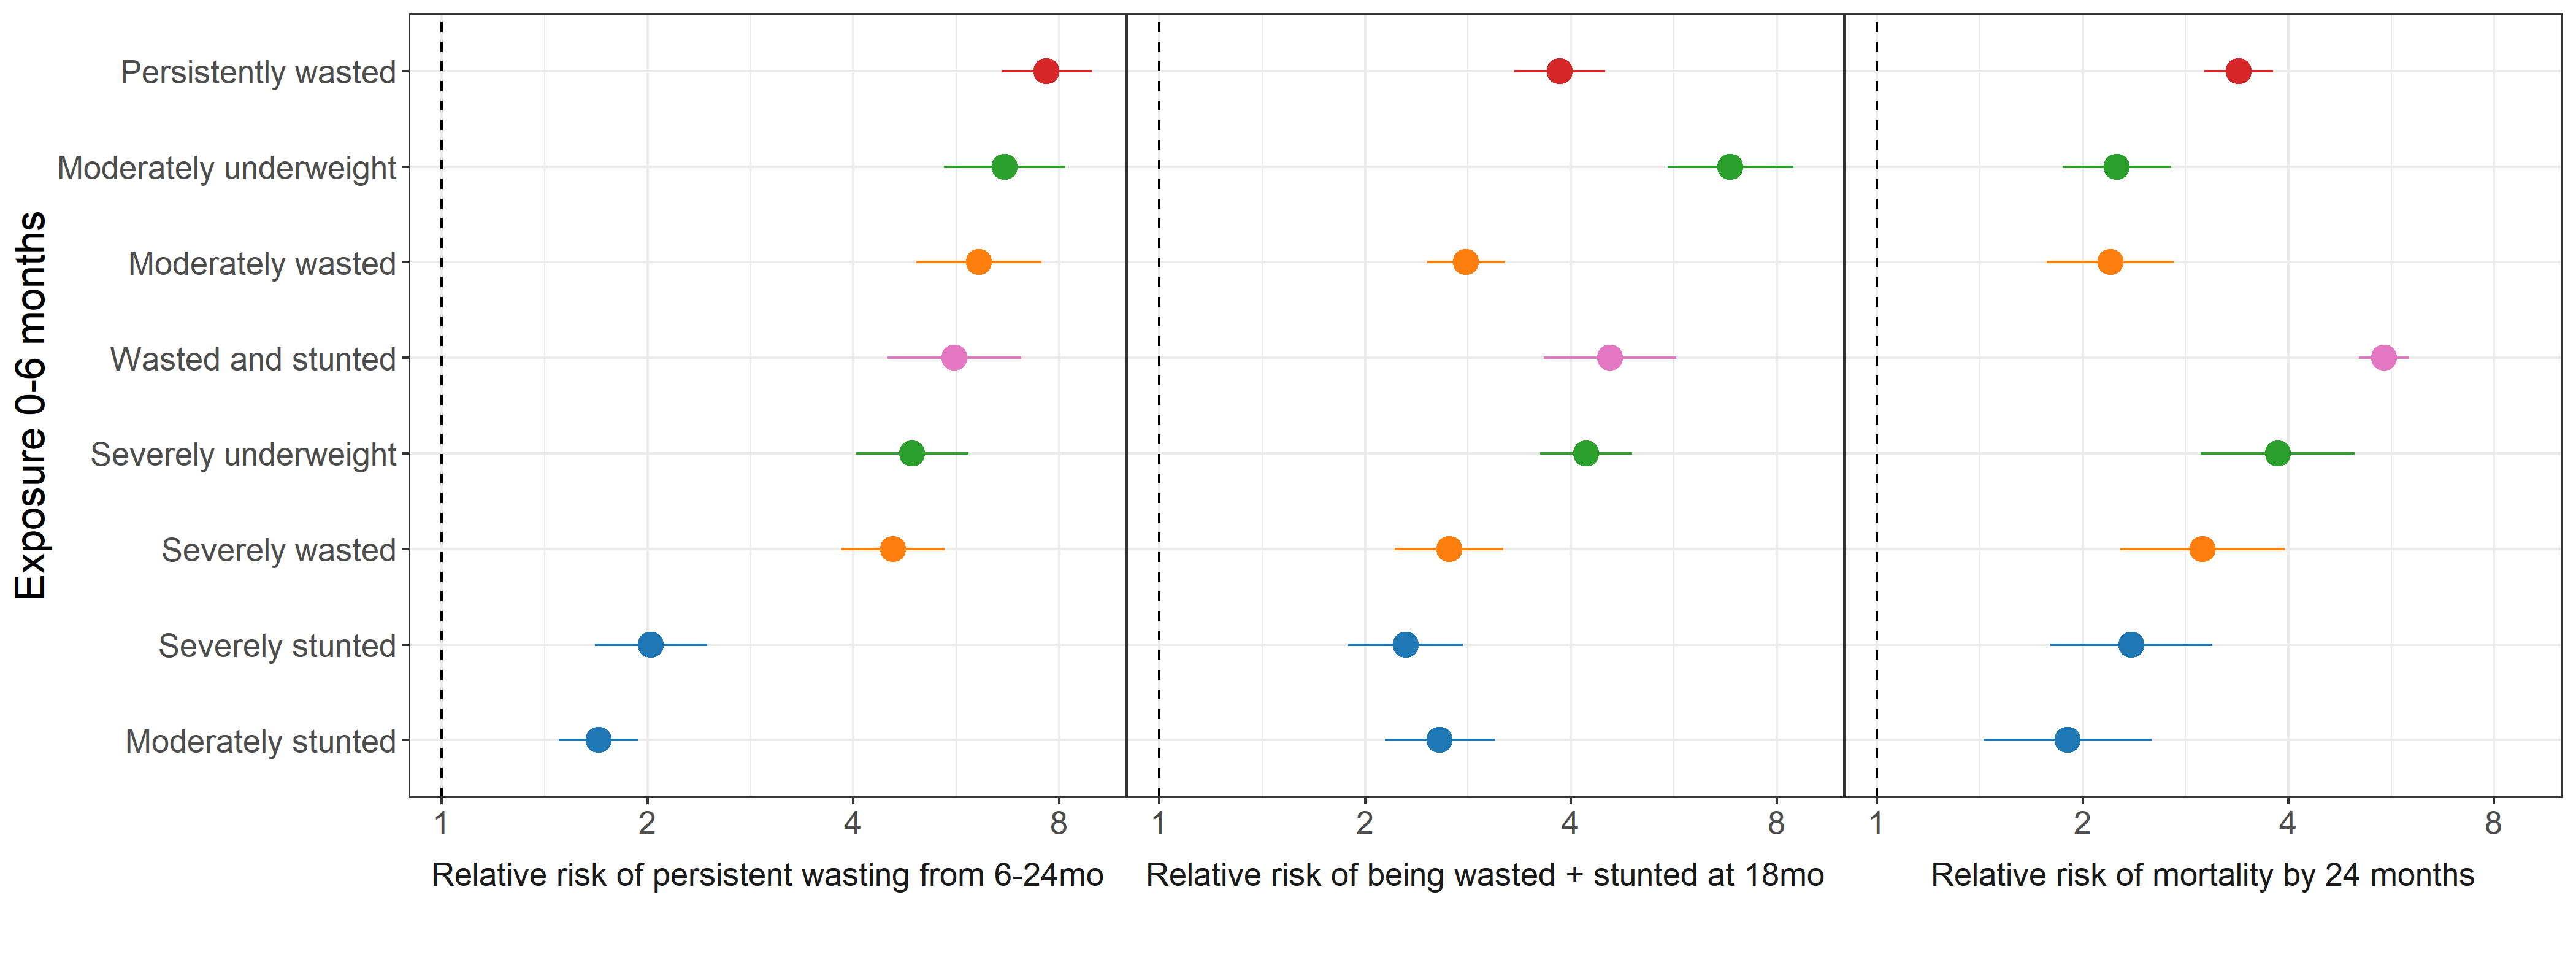 Exposure 0-6 months
Persistently wasted
Moderately underweight
Moderately wasted
Wasted and stunted
Severely underweight
Severely wasted
Severely stunted
Moderately stunted
1 2 4 8 1 2 4 8 1 2 4 8
Relative risk of persistent wasting from 6-24mo
Relative risk of being wasted + stunted at 18mo
Relative risk of mortality by 24 months